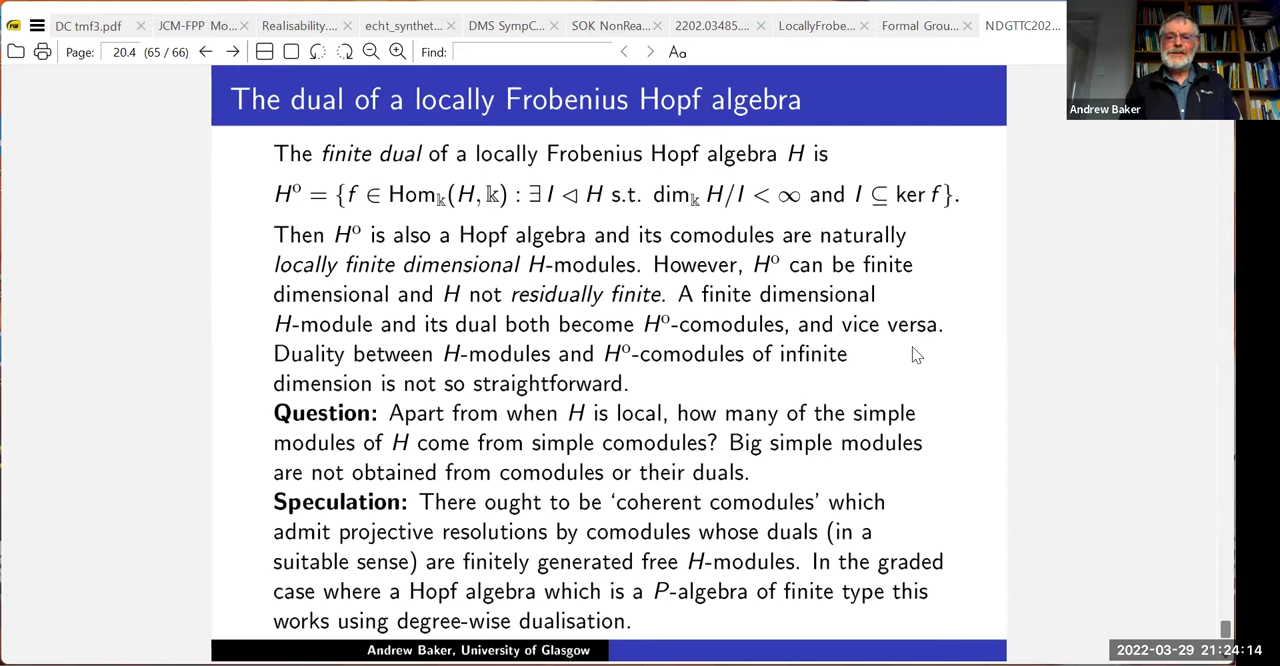 DC tmf3.pdf × JCM-FPP Mo... × Realisability.... × echt_synthet... × DMS SympC... × SOK NonRea... × 2202.03485.... × LocallyFrobe... × Formal Grou... × NDGTTC202...
Page: 20.4 (65 / 66) Find: Aa
Andrew Baker
The dual of a locally Frobenius Hopf algebra
The finite dual of a locally Frobenius Hopf algebra H is
H° = {f ∈ Hom𝕜(H, 𝕜) : ∃ I ◁ H s.t. dim𝕜 H/I < ∞ and I ⊆ ker f}.
Then H° is also a Hopf algebra and its comodules are naturally
locally finite dimensional H-modules. However, H° can be finite
dimensional and H not residually finite. A finite dimensional
H-module and its dual both become H°-comodules, and vice versa.
Duality between H-modules and H°-comodules of infinite
dimension is not so straightforward.
Question: Apart from when H is local, how many of the simple
modules of H come from simple comodules? Big simple modules
are not obtained from comodules or their duals.
Speculation: There ought to be ‘coherent comodules’ which
admit projective resolutions by comodules whose duals (in a
suitable sense) are finitely generated free H-modules. In the graded
case where a Hopf algebra which is a P-algebra of finite type this
works using degree-wise dualisation.
Andrew Baker, University of Glasgow
2022-03-29 21:24:14